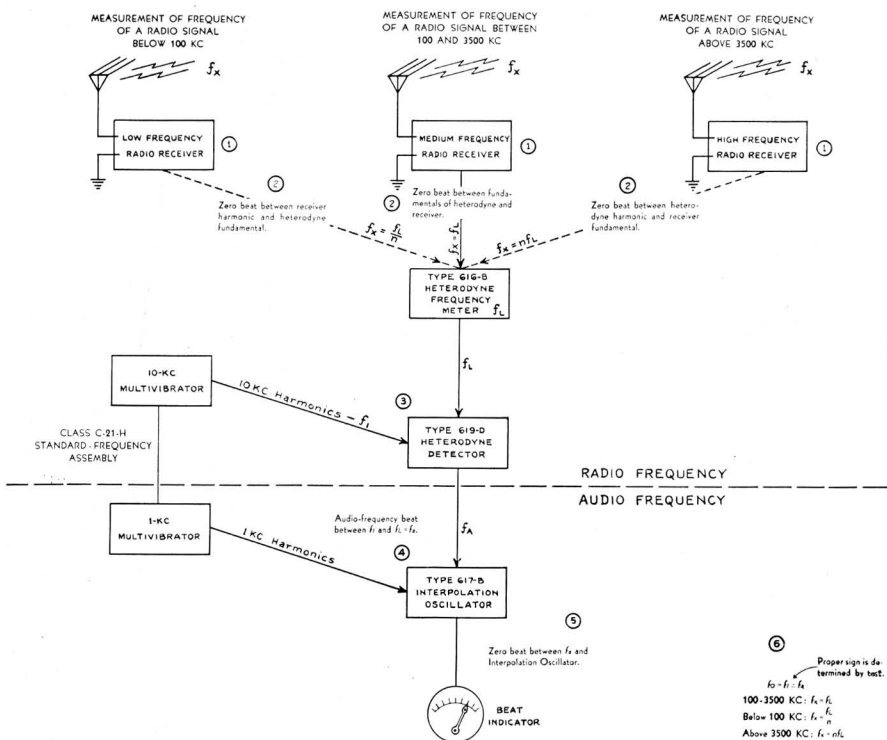 MEASUREMENT OF FREQUENCY
OF A RADIO SIGNAL
BELOW 100 KC
MEASUREMENT OF FREQUENCY
OF A RADIO SIGNAL BETWEEN
100 AND 3500 KC
MEASUREMENT OF FREQUENCY
OF A RADIO SIGNAL
ABOVE 3500 KC
fx
fx
fx
LOW FREQUENCY
RADIO RECEIVER
1
MEDIUM FREQUENCY
RADIO RECEIVER
1
HIGH FREQUENCY
RADIO RECEIVER
1
2
Zero beat between receiver
harmonic and heterodyne
fundamental.
2
Zero beat between funda-
mentals of heterodyne and
receiver.
2
Zero beat between hetero-
dyne harmonic and receiver
fundamental.
fx = fL/n
fx = fL
fx = nfL
TYPE 616-B
HETERODYNE
FREQUENCY
METER fL
fL
10-KC
MULTIVIBRATOR
10 KC Harmonics – f1
3
TYPE 619-D
HETERODYNE
DETECTOR
CLASS C-21-H
STANDARD-FREQUENCY
ASSEMBLY
RADIO FREQUENCY
AUDIO FREQUENCY
1-KC
MULTIVIBRATOR
1 KC Harmonics
Audio-frequency beat
between f1 and fL = fA.
fA
4
TYPE 617-B
INTERPOLATION
OSCILLATOR
5
Zero beat between fA and
Interpolation Oscillator.
BEAT
INDICATOR
6
Proper sign is de-
termined by test.
100-3500 KC: fx = fL
Below 100 KC: fx = fL/n
Above 3500 KC: fx = nfL